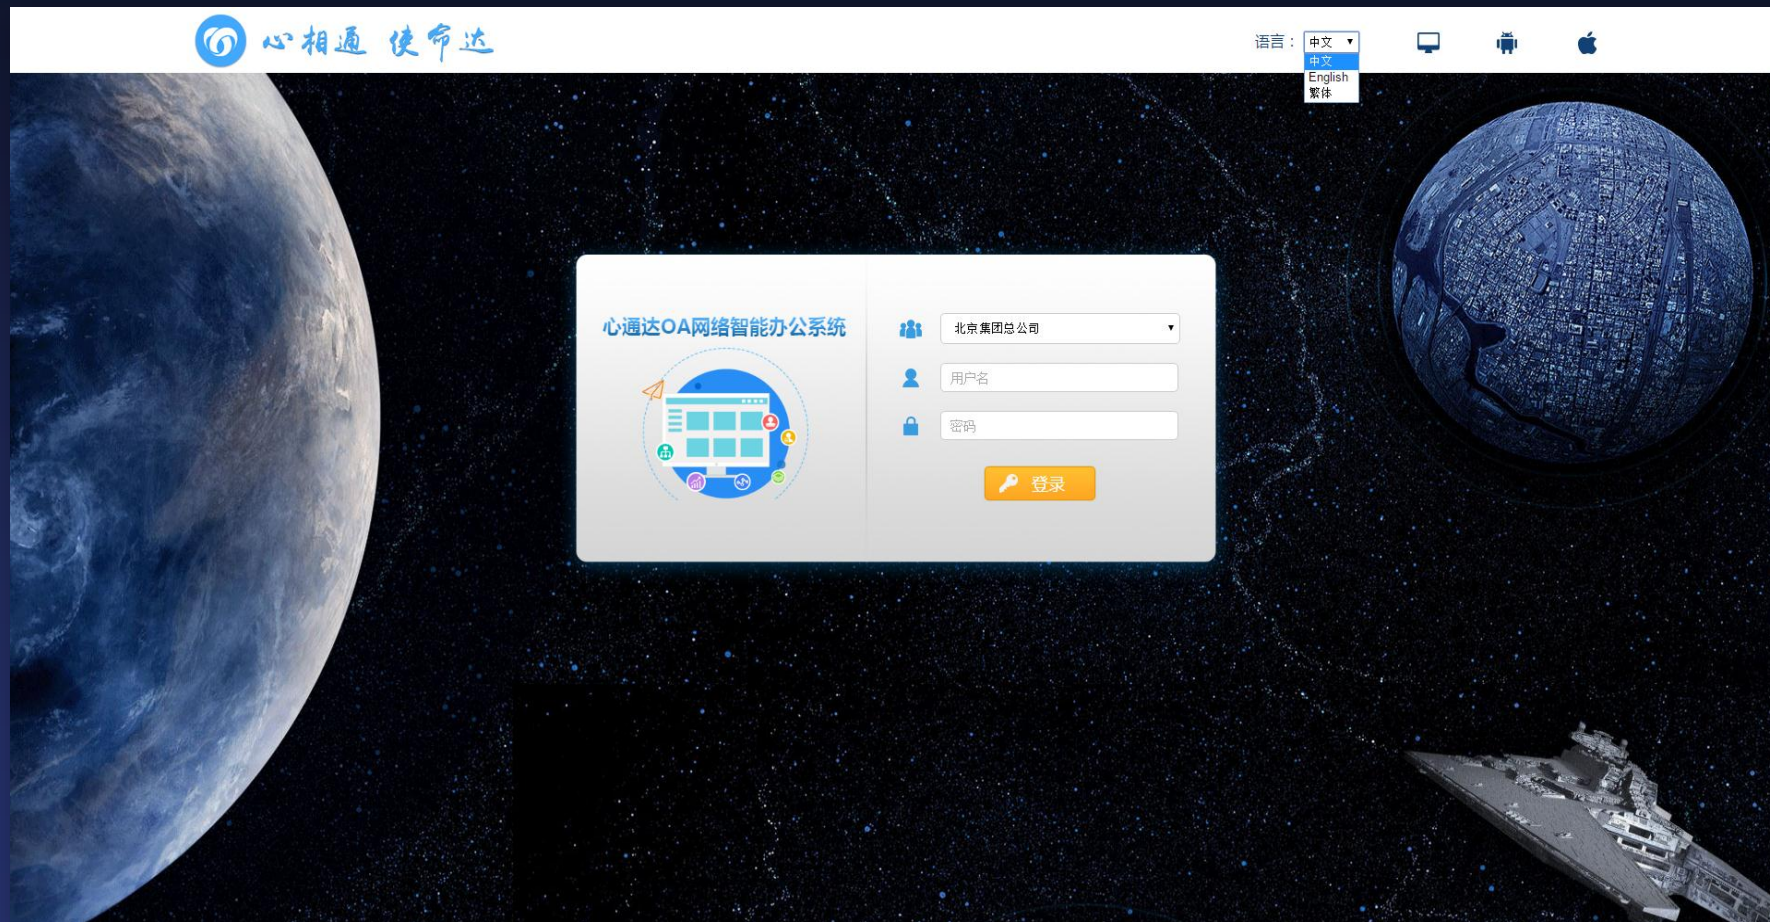 心相通 使命达
语言： 中文
中文
English
繁体
心通达OA网络智能办公系统
北京集团总公司
用户名
密码
登录